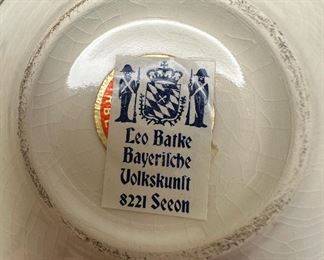 Leo Batke
Bayeriſche
Volkskunſt
8221 Seeon